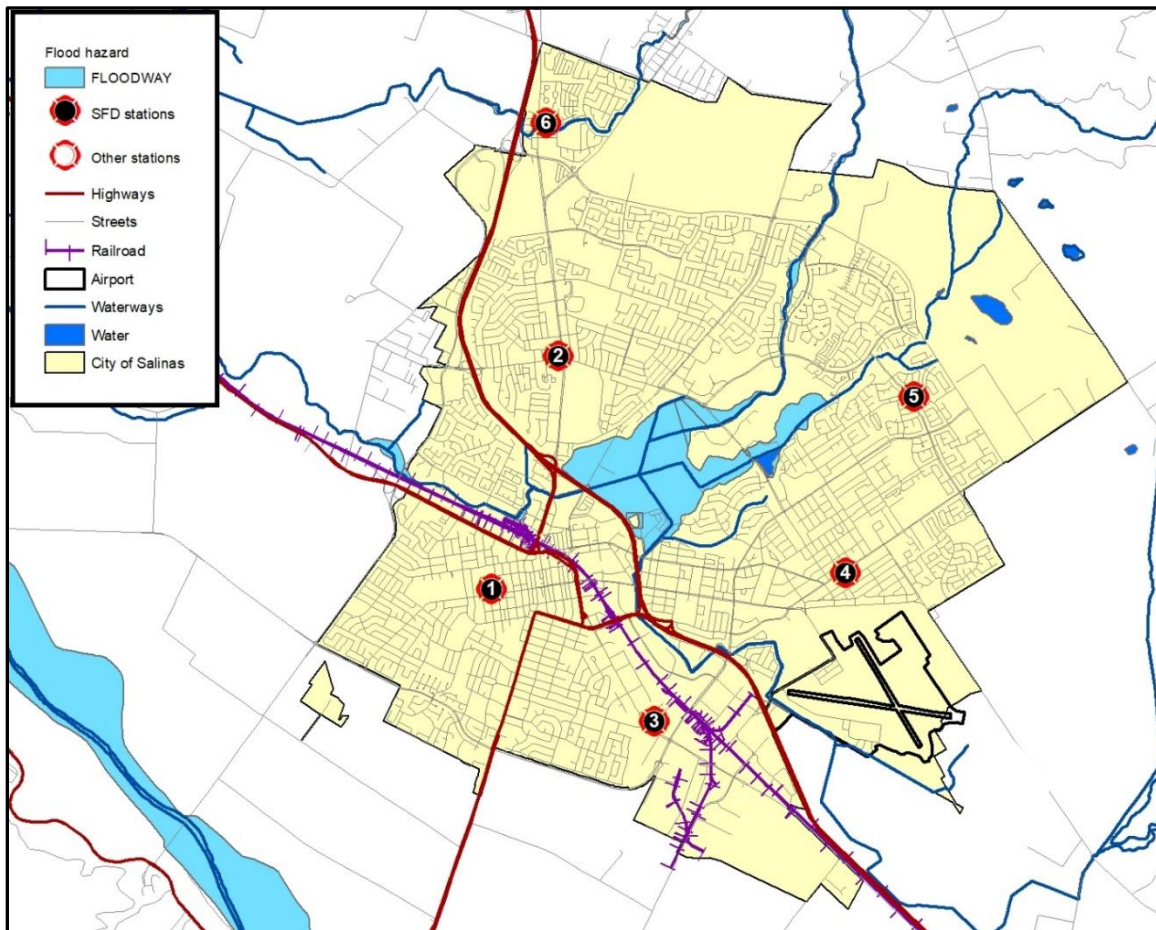 Flood hazard
FLOODWAY
SFD stations
Other stations
Highways
Streets
Railroad
Airport
Waterways
Water
City of Salinas
6
2
5
4
1
3